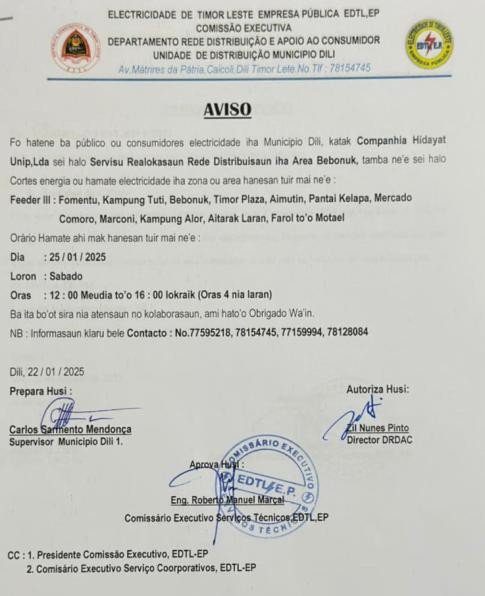 ELECTRICIDADE DE TIMOR LESTE EMPRESA PÚBLICA EDTL,EP
COMISSÃO EXECUTIVA
DEPARTAMENTO REDE DISTRIBUIÇÃO E APOIO AO CONSUMIDOR
UNIDADE DE DISTRIBUIÇÃO MUNICIPIO DILI
Av.Mátrires da Pátria,Caicoli,Dili Timor Lete.No.Tlf : 78154745
EDTL,E.P
AVISO
Fo hatene ba público ou consumidores electricidade iha Municipio Dili, katak Companhia Hidayat
Unip,Lda sei halo Servisu Realokasaun Rede Distribuisaun iha Area Bebonuk, tamba ne'e sei halo
Cortes energia ou hamate electricidade iha zona ou area hanesan tuir mai ne'e :
Feeder III : Fomentu, Kampung Tuti, Bebonuk, Timor Plaza, Aimutin, Pantai Kelapa, Mercado
Comoro, Marconi, Kampung Alor, Aitarak Laran, Farol to'o Motael
Oràrio Hamate ahi mak hanesan tuir mai ne'e :
Dia : 25 / 01 / 2025
Loron : Sabado
Oras : 12 : 00 Meudia to'o 16 : 00 lokraik (Oras 4 nia laran)
Ba ita bo'ot sira nia atensaun no kolaborasaun, ami hato'o Obrigado Wa'in.
NB : Informasaun klaru bele Contacto : No.77595218, 78154745, 77159994, 78128084
Dili, 22 / 01 / 2025
Prepara Husi :
Autoriza Husi:
Carlos Sarmento Mendonça
Supervisor Municipio Dili 1.
Zil Nunes Pinto
Director DRDAC
Aprova Husi :
COMISSÁRIO EXECUTIVO
EDTL, E.P.
SERVIÇOS TÉCNICOS
Eng. Roberto Manuel Marçal
Comissário Executivo Serviços Técnicos,EDTL,EP
CC : 1. Presidente Comissão Executivo, EDTL-EP
2. Comisário Executivo Serviço Coorporativos, EDTL-EP